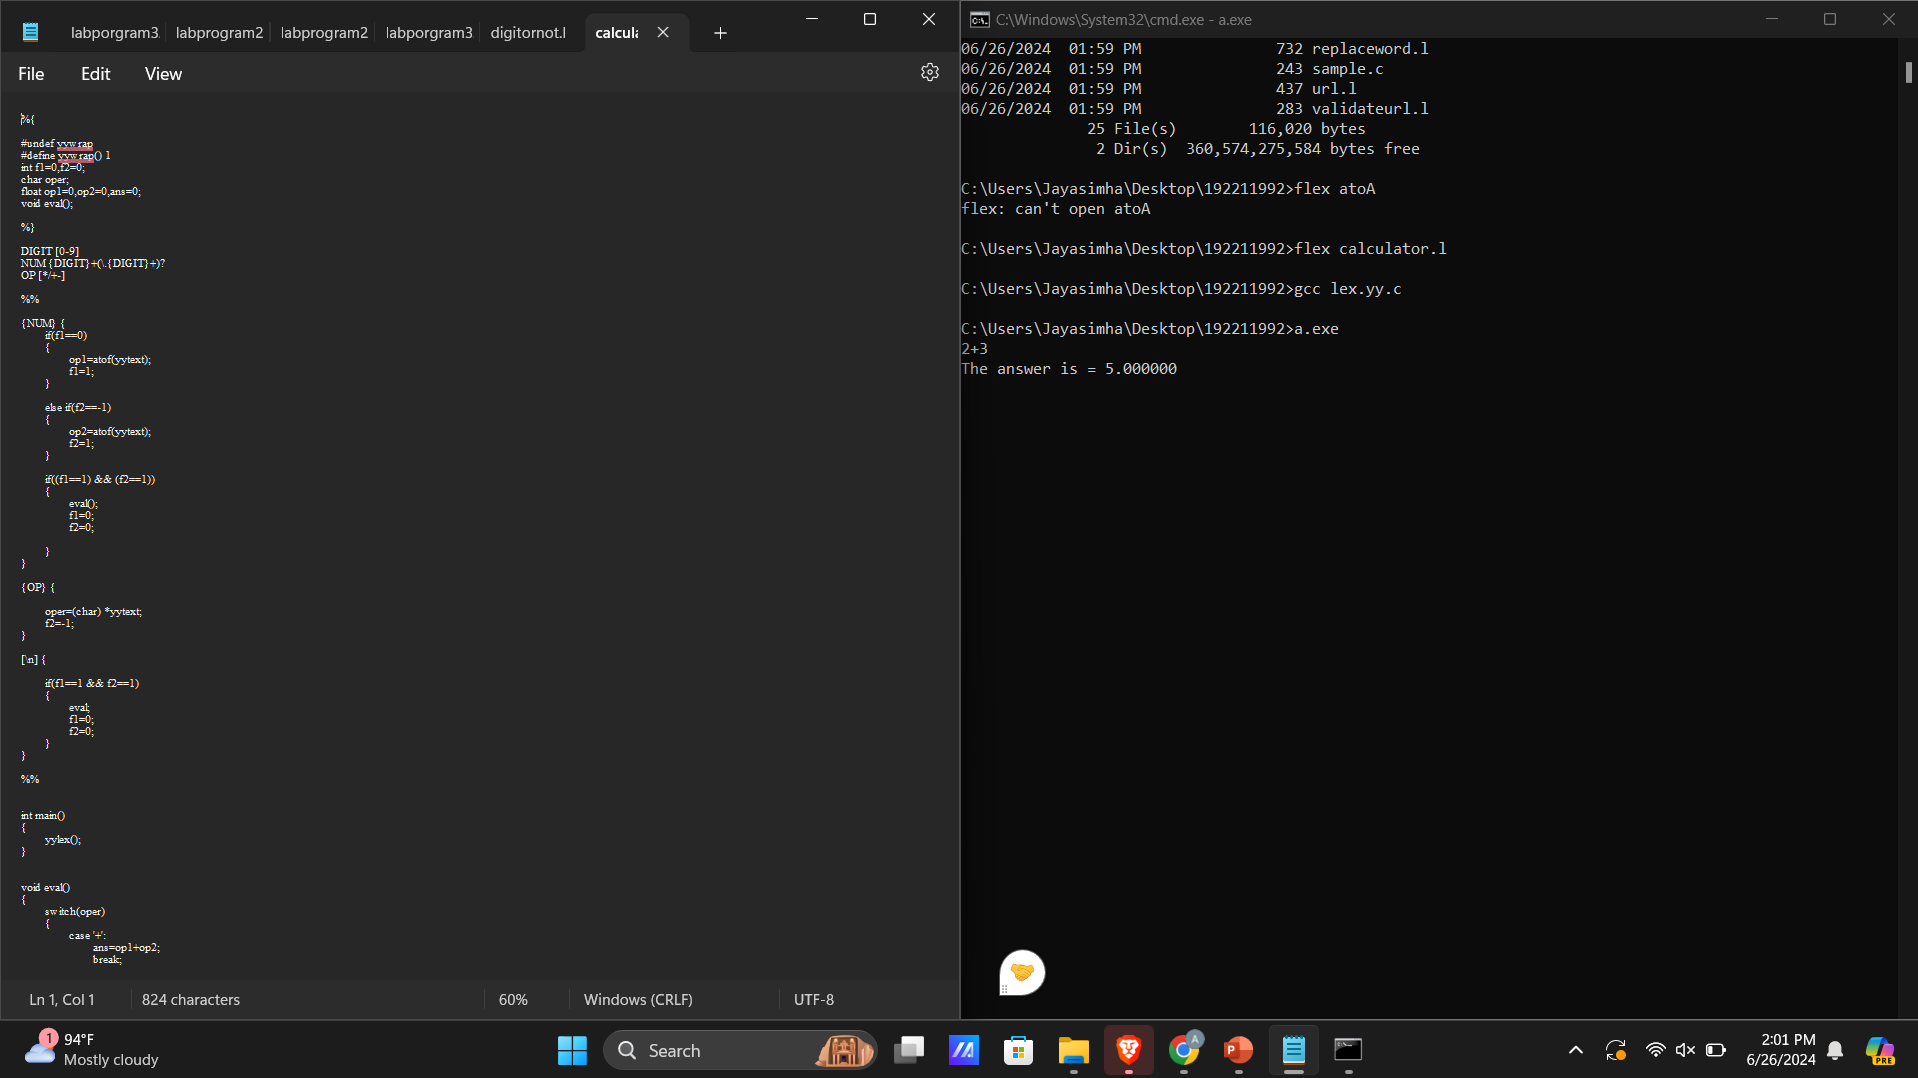 labporgram3.
labprogram2
labprogram2
labporgram3
digitornot.l
calcula
File
Edit
View
%{
#undef yywrap
#define yywrap() 1
int f1=0,f2=0;
char oper;
float op1=0,op2=0,ans=0;
void eval();
%}
DIGIT [0-9]
NUM {DIGIT}+(\.{DIGIT}+)?
OP [*/+-]
%%
{NUM} {
if(f1==0)
{
op1=atof(yytext);
f1=1;
}
else if(f2==-1)
{
op2=atof(yytext);
f2=1;
}
if((f1==1) && (f2==1))
{
eval();
f1=0;
f2=0;
}
}
{OP} {
oper=(char) *yytext;
f2=-1;
}
[\n] {
if(f1==1 && f2==1)
{
eval;
f1=0;
f2=0;
}
}
%%
int main()
{
yylex();
}
void eval()
{
switch(oper)
{
case '+':
ans=op1+op2;
break;
Ln 1, Col 1
824 characters
60%
Windows (CRLF)
UTF-8
C:\Windows\System32\cmd.exe - a.exe
06/26/2024  01:59 PM               732 replaceword.l
06/26/2024  01:59 PM               243 sample.c
06/26/2024  01:59 PM               437 url.l
06/26/2024  01:59 PM               283 validateurl.l
25 File(s)        116,020 bytes
2 Dir(s)  360,574,275,584 bytes free
C:\Users\Jayasimha\Desktop\192211992>flex atoA
flex: can't open atoA
C:\Users\Jayasimha\Desktop\192211992>flex calculator.l
C:\Users\Jayasimha\Desktop\192211992>gcc lex.yy.c
C:\Users\Jayasimha\Desktop\192211992>a.exe
2+3
The answer is = 5.000000
1
94°F
Mostly cloudy
Search
A
P
PRE
2:01 PM
6/26/2024